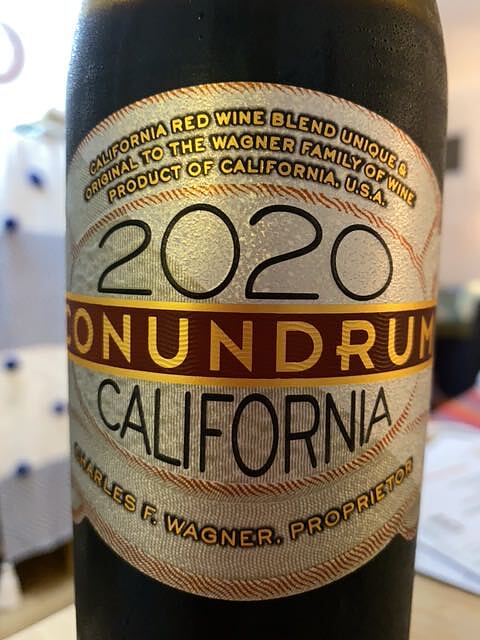 CALIFORNIA RED WINE BLEND UNIQUE &
ORIGINAL TO THE WAGNER FAMILY OF WINE
PRODUCT OF CALIFORNIA, U.S.A.
2020
CONUNDRUM
CALIFORNIA
CHARLES F. WAGNER, PROPRIETOR